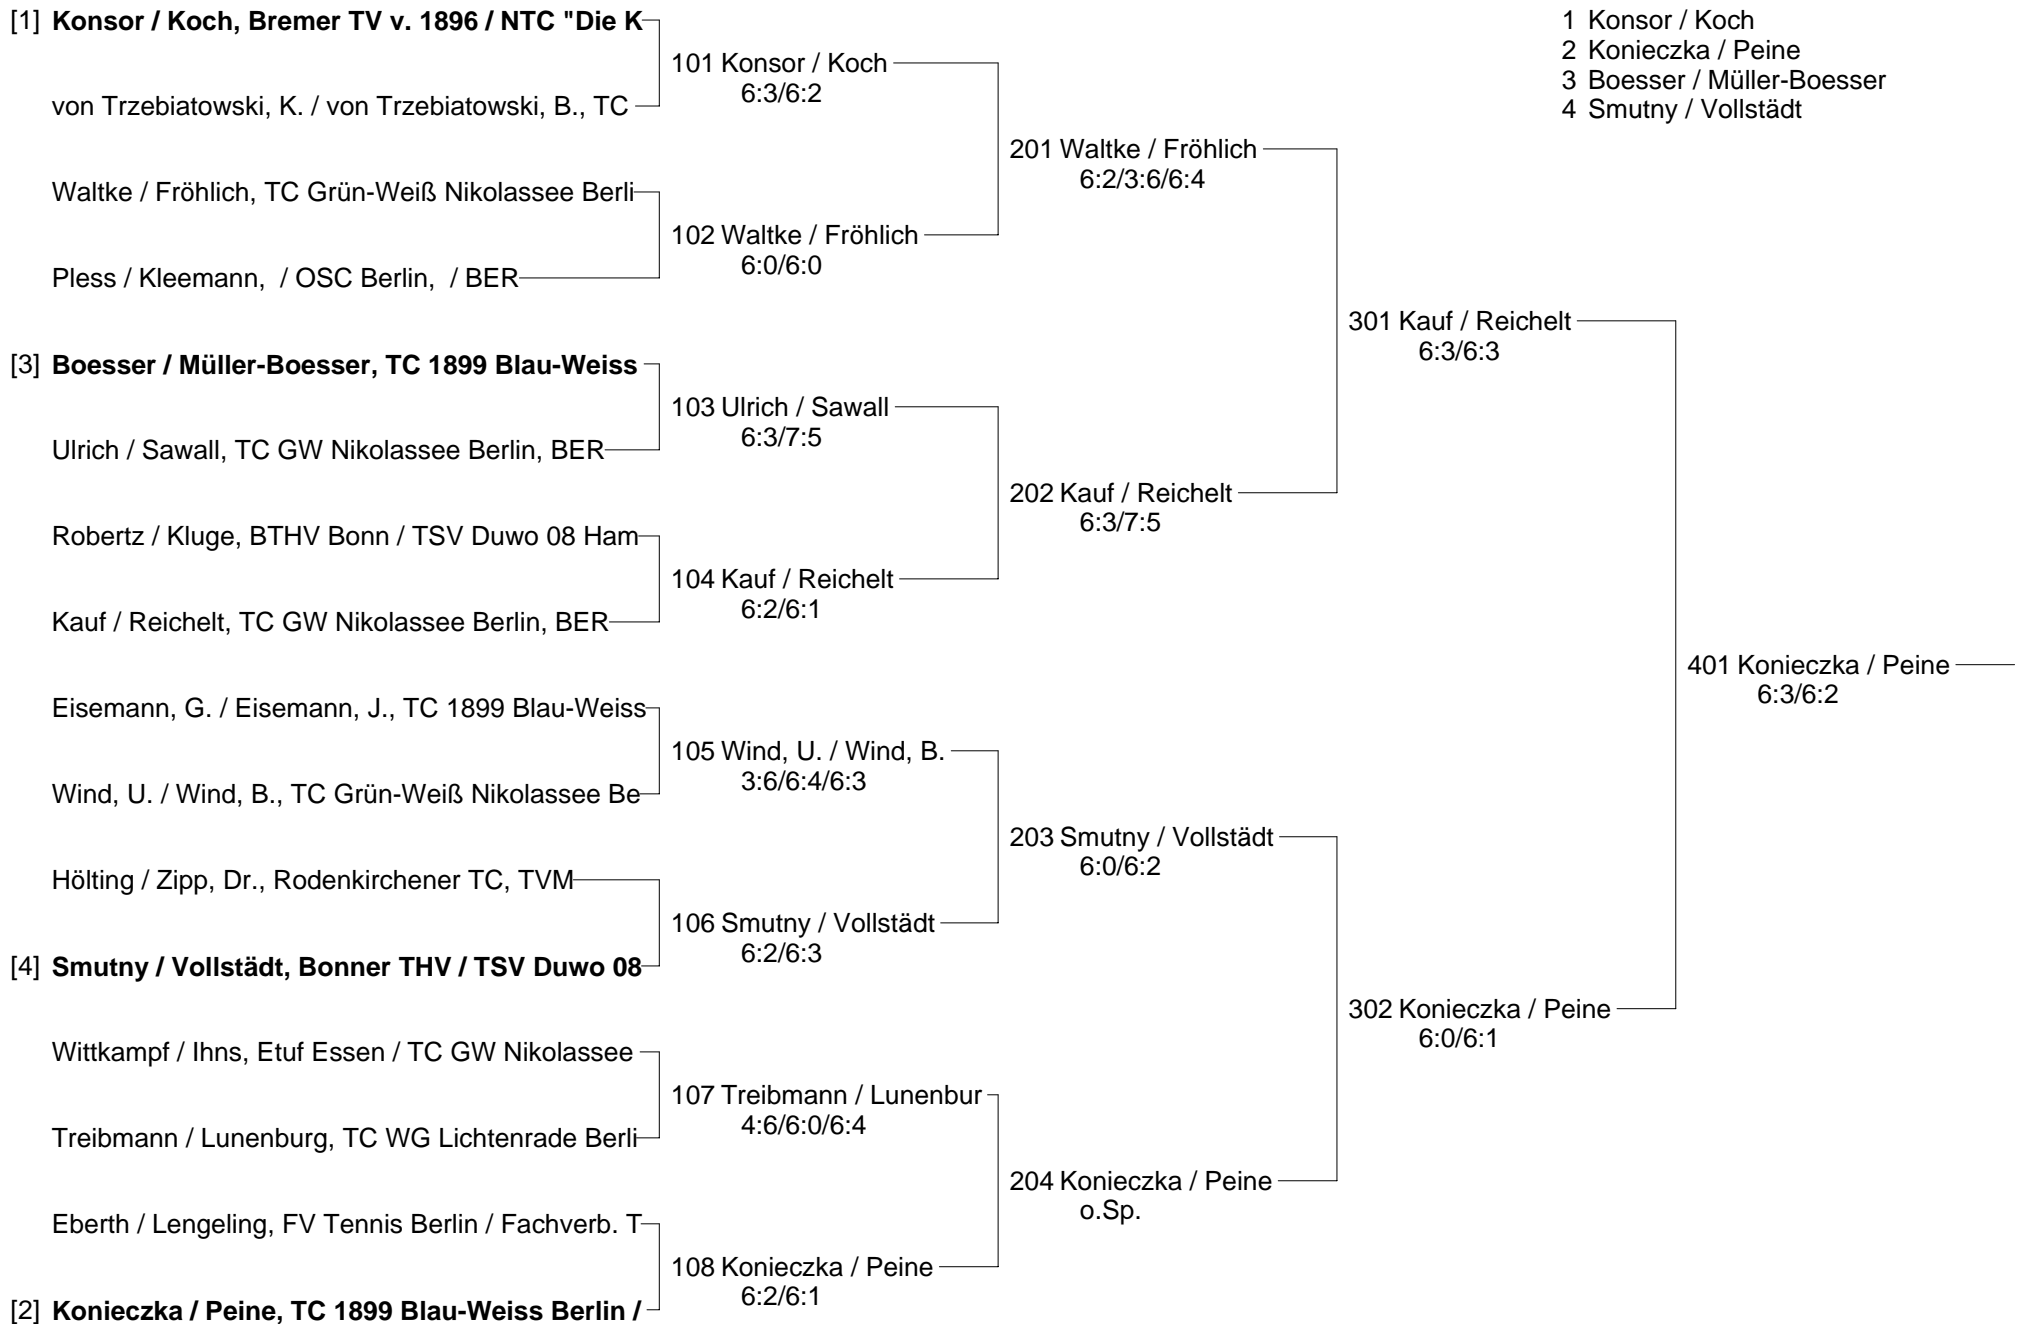 [1] Konsor / Koch, Bremer TV v. 1896 / NTC "Die K
von Trzebiatowski, K. / von Trzebiatowski, B., TC
Waltke / Fröhlich, TC Grün-Weiß Nikolassee Berli
Pless / Kleemann,  / OSC Berlin,  / BER
[3] Boesser / Müller-Boesser, TC 1899 Blau-Weiss
Ulrich / Sawall, TC GW Nikolassee Berlin, BER
Robertz / Kluge, BTHV Bonn / TSV Duwo 08 Ham
Kauf / Reichelt, TC GW Nikolassee Berlin, BER
Eisemann, G. / Eisemann, J., TC 1899 Blau-Weiss
Wind, U. / Wind, B., TC Grün-Weiß Nikolassee Be
Hölting / Zipp, Dr., Rodenkirchener TC, TVM
[4] Smutny / Vollstädt, Bonner THV / TSV Duwo 08
Wittkampf / Ihns, Etuf Essen / TC GW Nikolassee
Treibmann / Lunenburg, TC WG Lichtenrade Berli
Eberth / Lengeling, FV Tennis Berlin / Fachverb. T
[2] Konieczka / Peine, TC 1899 Blau-Weiss Berlin /
101 Konsor / Koch
6:3/6:2
102 Waltke / Fröhlich
6:0/6:0
103 Ulrich / Sawall
6:3/7:5
104 Kauf / Reichelt
6:2/6:1
105 Wind, U. / Wind, B.
3:6/6:4/6:3
106 Smutny / Vollstädt
6:2/6:3
107 Treibmann / Lunenbur
4:6/6:0/6:4
108 Konieczka / Peine
6:2/6:1
201 Waltke / Fröhlich
6:2/3:6/6:4
202 Kauf / Reichelt
6:3/7:5
203 Smutny / Vollstädt
6:0/6:2
204 Konieczka / Peine
o.Sp.
301 Kauf / Reichelt
6:3/6:3
302 Konieczka / Peine
6:0/6:1
401 Konieczka / Peine
6:3/6:2
1 Konsor / Koch
2 Konieczka / Peine
3 Boesser / Müller-Boesser
4 Smutny / Vollstädt